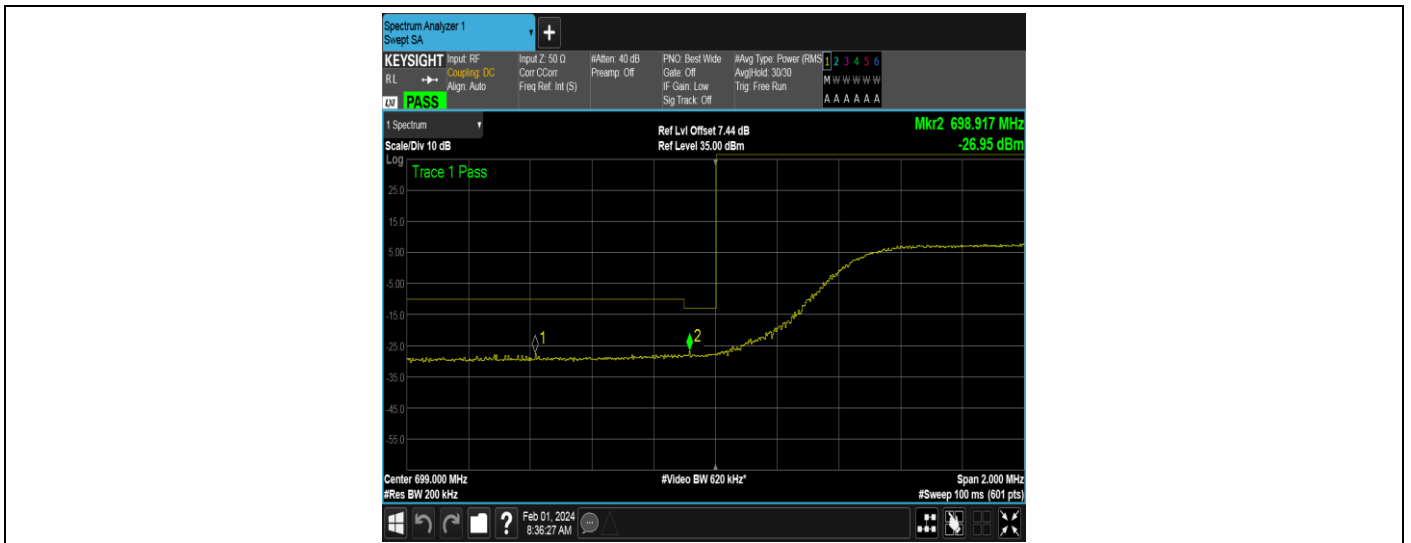 Spectrum Analyzer 1
Swept SA
+
KEYSIGHT
RL
LXI PASS
Input: RF
Coupling: DC
Align: Auto
Input Z: 50 Ω
Corr CCorr
Freq Ref: Int (S)
#Atten: 40 dB
Preamp: Off
PNO: Best Wide
Gate: Off
IF Gain: Low
Sig Track: Off
#Avg Type: Power (RMS
Avg|Hold: 30/30
Trig: Free Run
1 2 3 4 5 6
M W W W W W
A A A A A A
1 Spectrum
Scale/Div 10 dB
Ref Lvl Offset 7.44 dB
Ref Level 35.00 dBm
Mkr2 698.917 MHz
-26.95 dBm
Log
Trace 1 Pass
25.0
15.0
5.00
-5.00
-15.0
1
2
-25.0
-35.0
-45.0
-55.0
Center 699.000 MHz
#Video BW 620 kHz*
Span 2.000 MHz
#Res BW 200 kHz
#Sweep 100 ms (601 pts)
?
Feb 01, 2024
8:36:27 AM